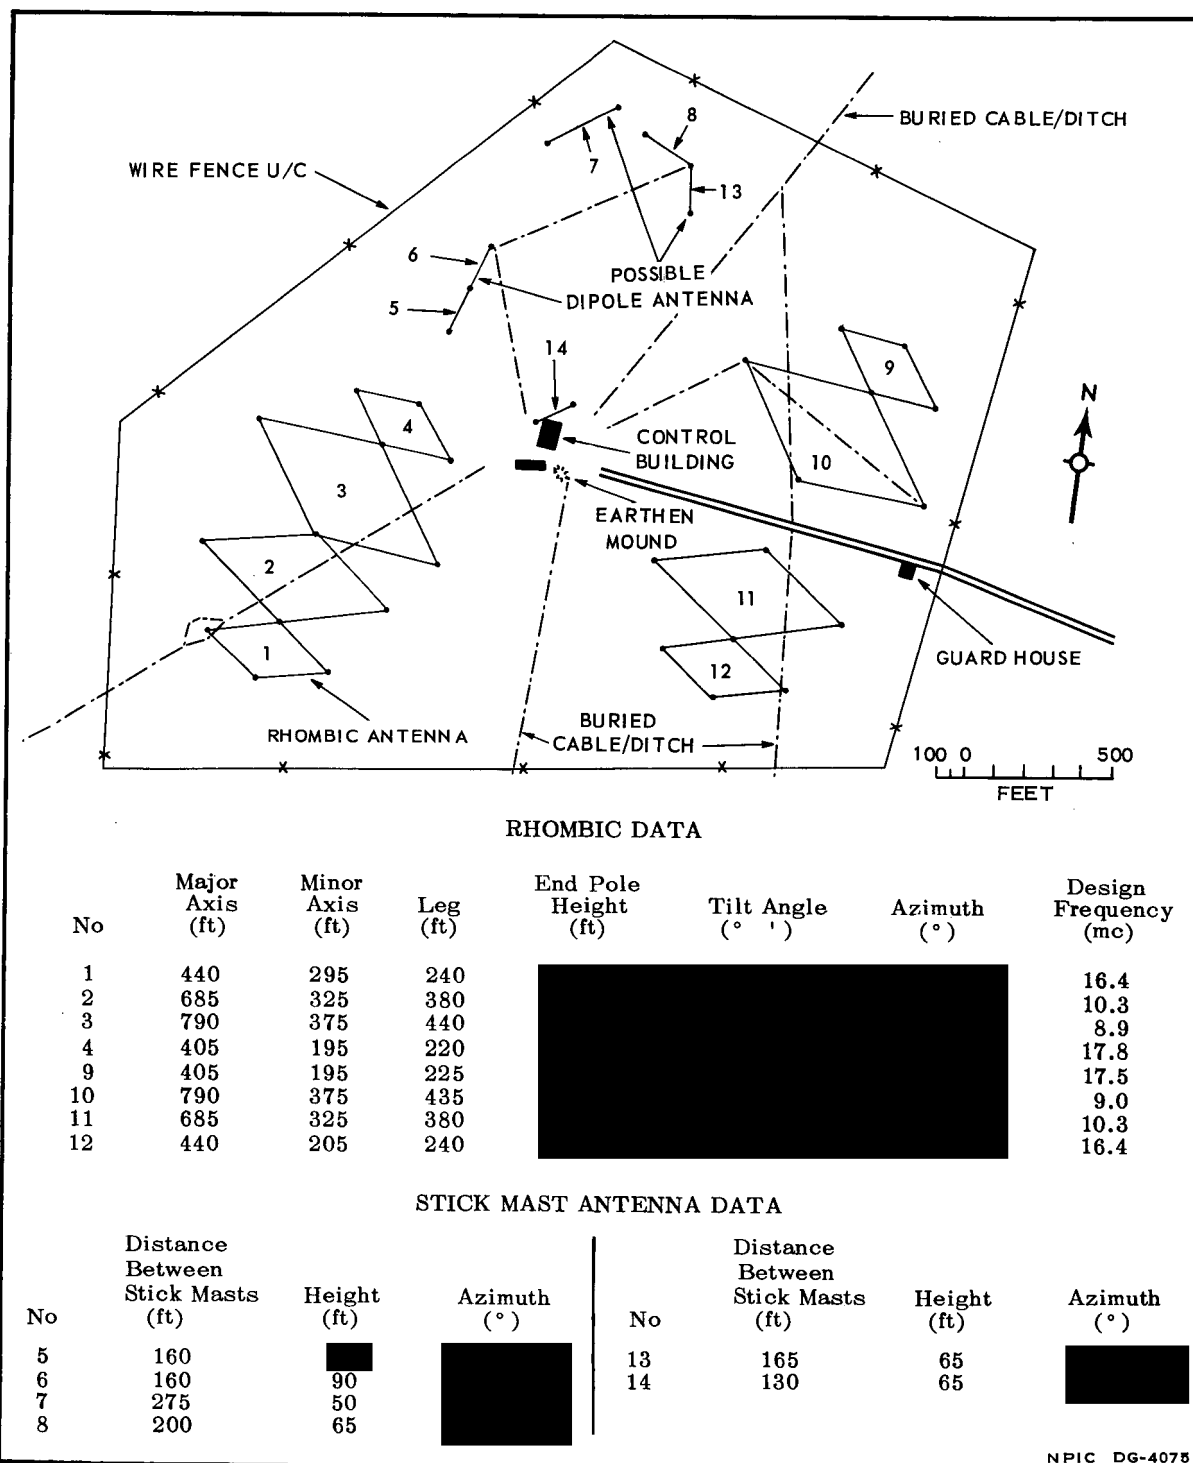 8
BURIED CABLE/DITCH
7
WIRE FENCE U/C
13
6
POSSIBLE
DIPOLE ANTENNA
5
14
9
4
N
CONTROL
BUILDING
10
3
EARTHEN
MOUND
2
11
1
12
GUARD HOUSE
RHOMBIC ANTENNA
BURIED
CABLE/DITCH
100 0 500
FEET
RHOMBIC DATA
No Major Axis (ft) Minor Axis (ft) Leg (ft) End Pole Height (ft) Tilt Angle (° ') Azimuth (°) Design Frequency (mc)
1 440 295 240 16.4
2 685 325 380 10.3
3 790 375 440 8.9
4 405 195 220 17.8
9 405 195 225 17.5
10 790 375 435 9.0
11 685 325 380 10.3
12 440 205 240 16.4
STICK MAST ANTENNA DATA
No Distance Between Stick Masts (ft) Height (ft) Azimuth (°)
5 160
6 160 90
7 275 50
8 200 65
No Distance Between Stick Masts (ft) Height (ft) Azimuth (°)
13 165 65
14 130 65
NPIC DG-4075